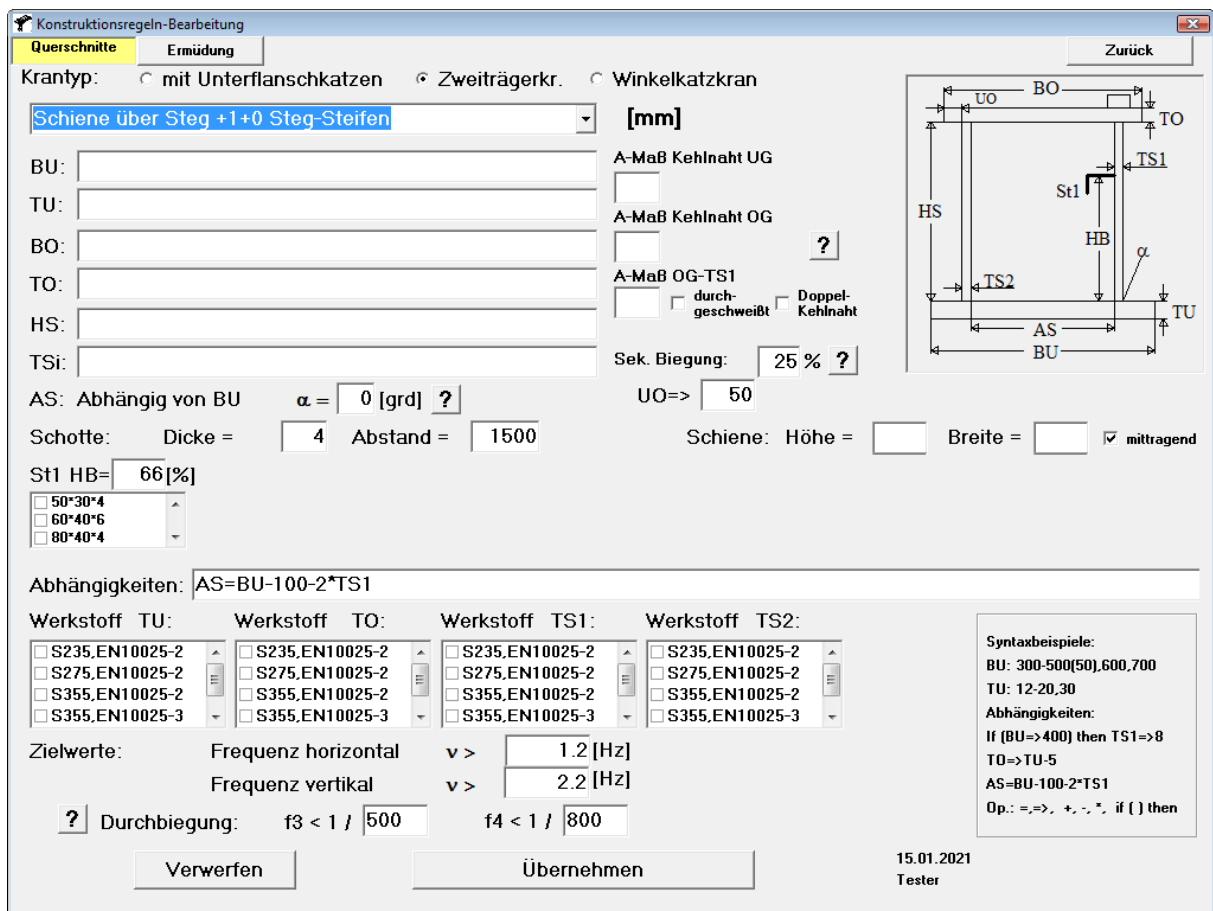 Konstruktionsregeln-Bearbeitung
Querschnitte Ermüdung Zurück
Krantyp: mit Unterflanschkatzen Zweiträgerkr. Winkelkatzkran
Schiene über Steg +1+0 Steg-Steifen [mm]
BU:
TU:
BO:
TO:
HS:
TSi:
A-Maß Kehlnaht UG
A-Maß Kehlnaht OG
?
A-Maß OG-TS1
durch-
geschweißt
Doppel-
Kehlnaht
Sek. Biegung: 25 % ?
UO=> 50
BO
UO
TO
TS1
St1
HS
HB
α
TS2
TU
AS
BU
AS: Abhängig von BU α = 0 [grd] ?
Schotte: Dicke = 4 Abstand = 1500 Schiene: Höhe = Breite = mittragend
St1 HB= 66 [%]
50*30*4
60*40*6
80*40*4
Abhängigkeiten: AS=BU-100-2*TS1
Werkstoff TU: Werkstoff TO: Werkstoff TS1: Werkstoff TS2:
S235,EN10025-2 S235,EN10025-2 S235,EN10025-2 S235,EN10025-2
S275,EN10025-2 S275,EN10025-2 S275,EN10025-2 S275,EN10025-2
S355,EN10025-2 S355,EN10025-2 S355,EN10025-2 S355,EN10025-2
S355,EN10025-3 S355,EN10025-3 S355,EN10025-3 S355,EN10025-3
Zielwerte: Frequenz horizontal ν > 1.2 [Hz]
Frequenz vertikal ν > 2.2 [Hz]
? Durchbiegung: f3 < 1 / 500 f4 < 1 / 800
Verwerfen Übernehmen
Syntaxbeispiele:
BU: 300-500(50),600,700
TU: 12-20,30
Abhängigkeiten:
If (BU=>400) then TS1=>8
TO=>TU-5
AS=BU-100-2*TS1
Op.: =,=>, +, -, *, if ( ) then
15.01.2021
Tester